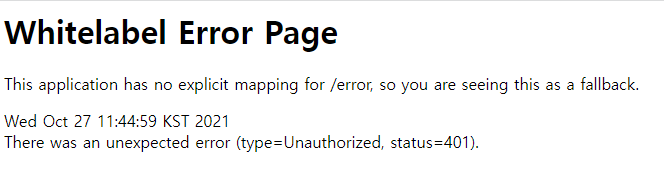 Whitelabel Error Page
This application has no explicit mapping for /error, so you are seeing this as a fallback.
Wed Oct 27 11:44:59 KST 2021
There was an unexpected error (type=Unauthorized, status=401).